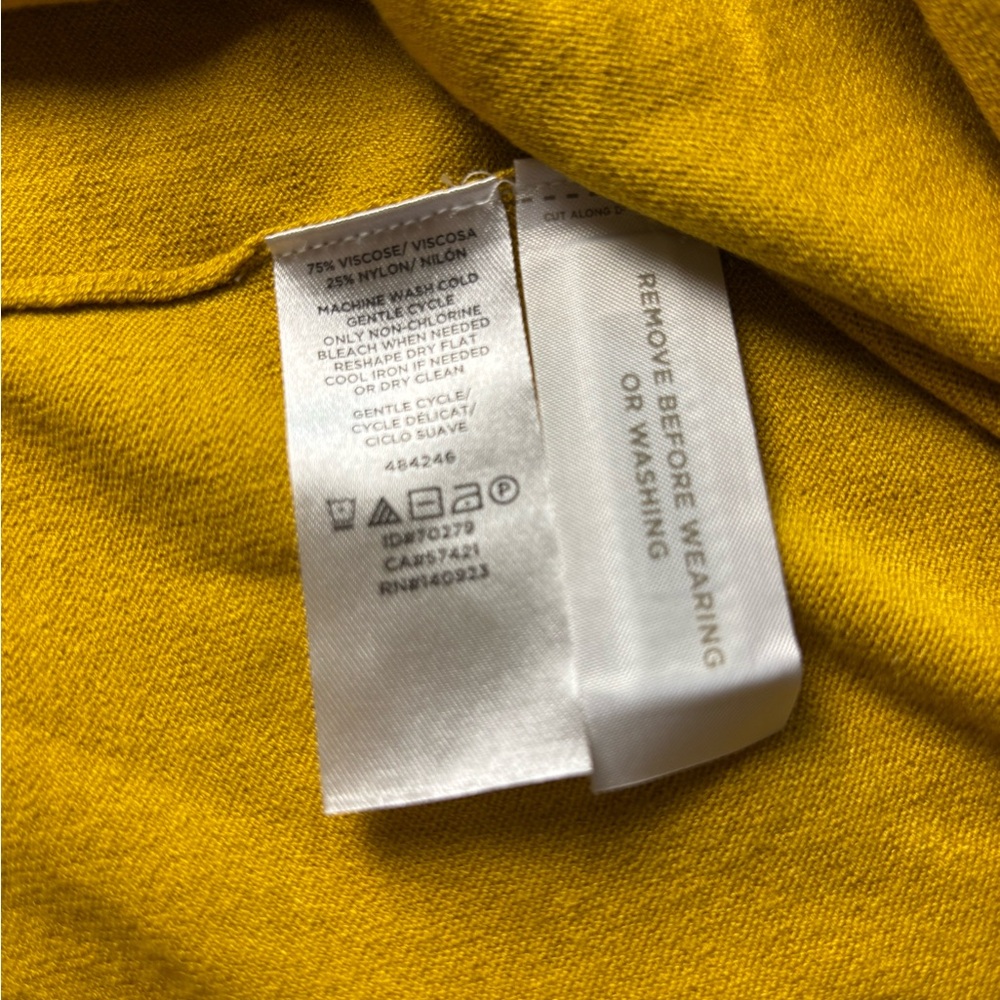 75% VISCOSE/ VISCOSA
25% NYLON/ NILÓN
MACHINE WASH COLD
GENTLE CYCLE
ONLY NON-CHLORINE
BLEACH WHEN NEEDED
RESHAPE DRY FLAT
COOL IRON IF NEEDED
OR DRY CLEAN
GENTLE CYCLE/
CYCLE DÉLICAT/
CICLO SUAVE
484246
P
ID#70279
CA#57421
RN#140923
CUT ALONG
REMOVE BEFORE WEARING
OR WASHING